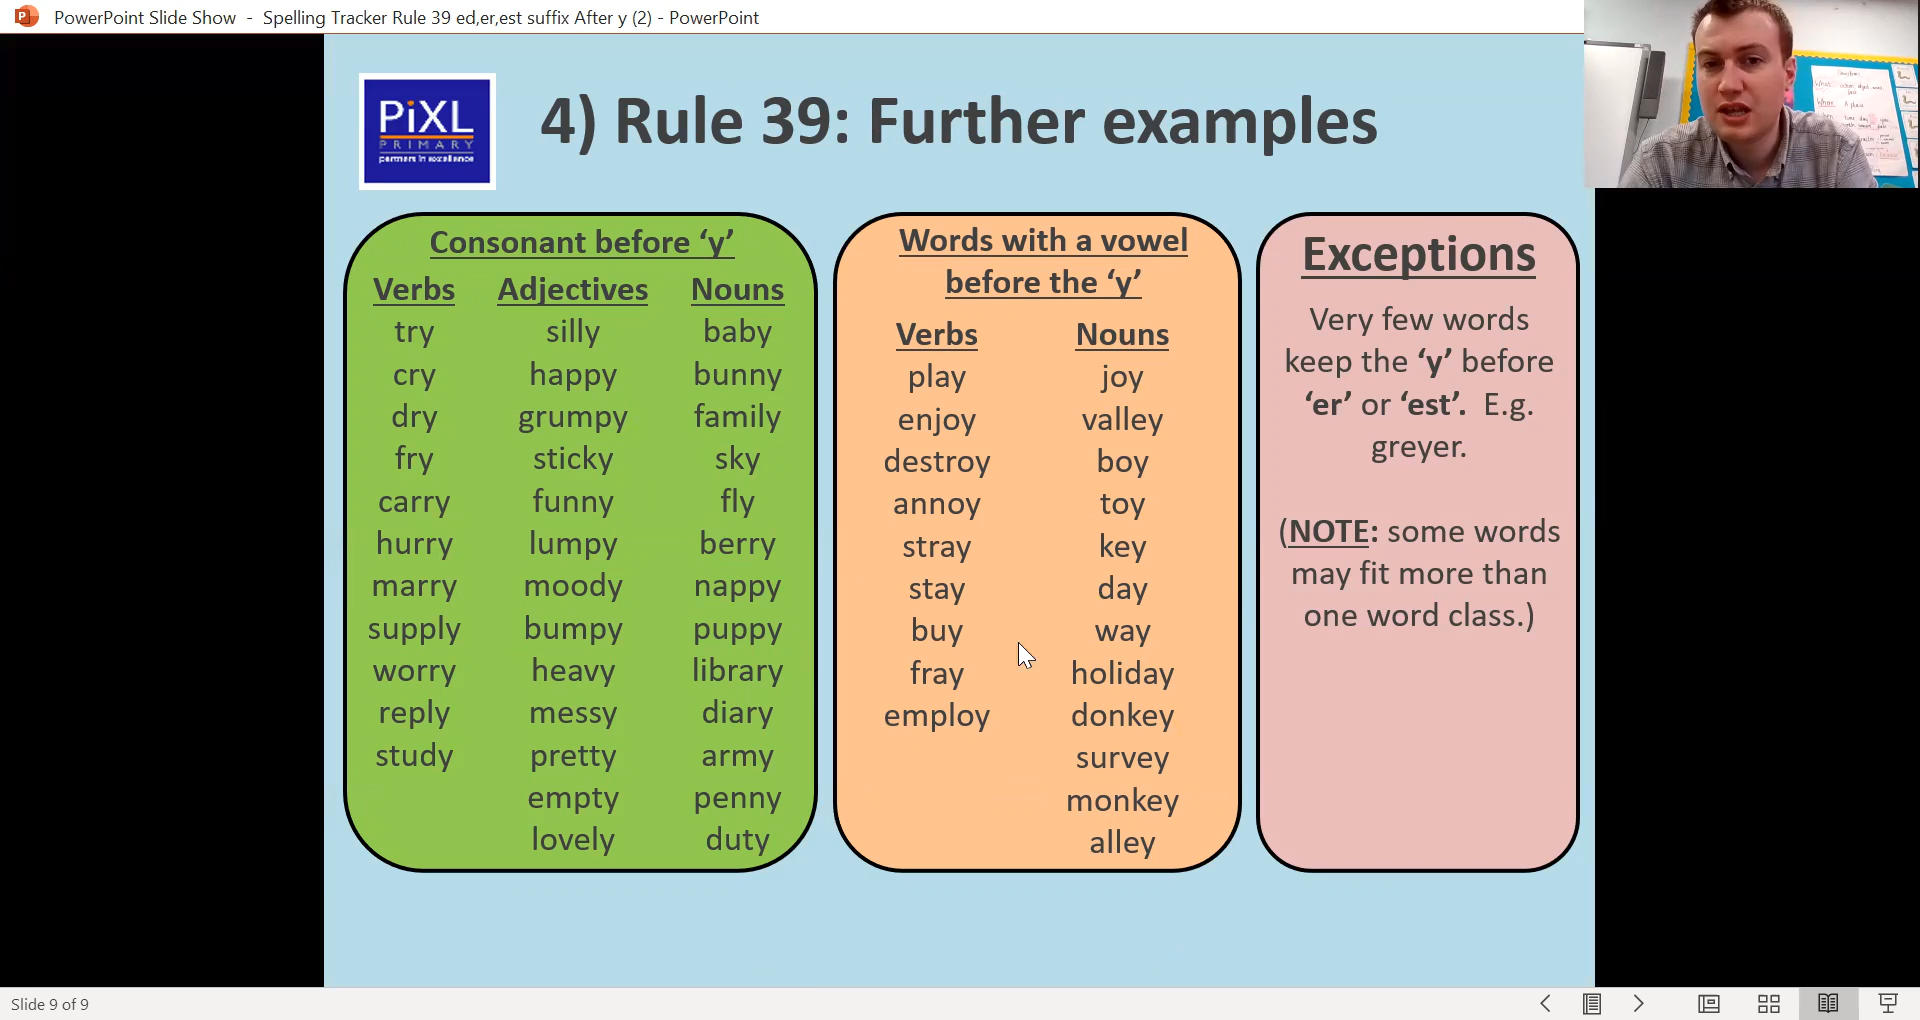 PowerPoint Slide Show - Spelling Tracker Rule 39 ed,er,est suffix After y (2) - PowerPoint
PiXL
PRIMARY
partners in excellence
4) Rule 39: Further examples
Consonant before ‘y’
Verbs
try
cry
dry
fry
carry
hurry
marry
supply
worry
reply
study
Adjectives
silly
happy
grumpy
sticky
funny
lumpy
moody
bumpy
heavy
messy
pretty
empty
lovely
Nouns
baby
bunny
family
sky
fly
berry
nappy
puppy
library
diary
army
penny
duty
Words with a vowel
before the ‘y’
Verbs
play
enjoy
destroy
annoy
stray
stay
buy
fray
employ
Nouns
joy
valley
boy
toy
key
day
way
holiday
donkey
survey
monkey
alley
Exceptions
Very few words
keep the ‘y’ before
‘er’ or ‘est’. E.g.
greyer.
(NOTE: some words
may fit more than
one word class.)
Slide 9 of 9